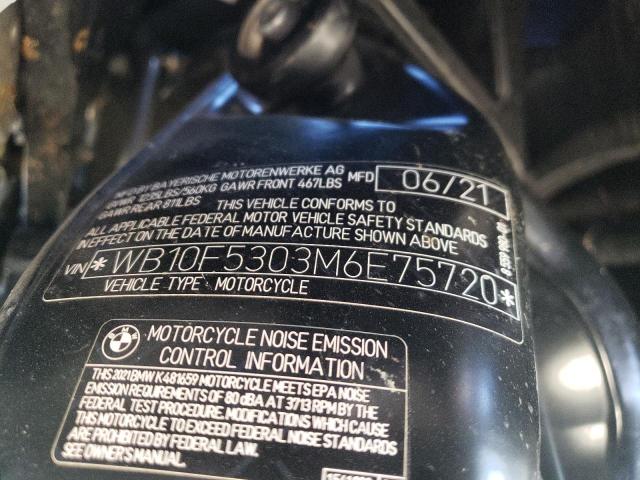 MFD BY BAYERISCHE MOTORENWERKE AG MFD 06/21
GVWR 1235LBS/560KG GAWR FRONT 467LBS
GAWR REAR 811LBS THIS VEHICLE CONFORMS TO
ALL APPLICABLE FEDERAL MOTOR VEHICLE SAFETY STANDARDS
IN EFFECT ON THE DATE OF MANUFACTURE SHOWN ABOVE
VIN *WB10F5303M6E75720*
VEHICLE TYPE: MOTORCYCLE
BMW
MOTORCYCLE NOISE EMISSION
CONTROL INFORMATION
THIS 2021 BMW K481659 MOTORCYCLE MEETS EPA NOISE
EMISSION REQUIREMENTS OF 80 dBA AT 3713 RPM BY THE
FEDERAL TEST PROCEDURE. MODIFICATIONS WHICH CAUSE
THIS MOTORCYCLE TO EXCEED FEDERAL NOISE STANDARDS
ARE PROHIBITED BY FEDERAL LAW.
SEE OWNER'S MANUAL.